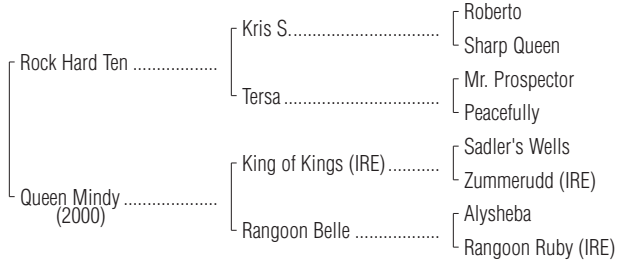 Roberto
Kris S.
Sharp Queen
Rock Hard Ten
Mr. Prospector
Tersa
Peacefully
Sadler's Wells
King of Kings (IRE)
Zummerudd (IRE)
Queen Mindy
(2000)
Alysheba
Rangoon Belle
Rangoon Ruby (IRE)